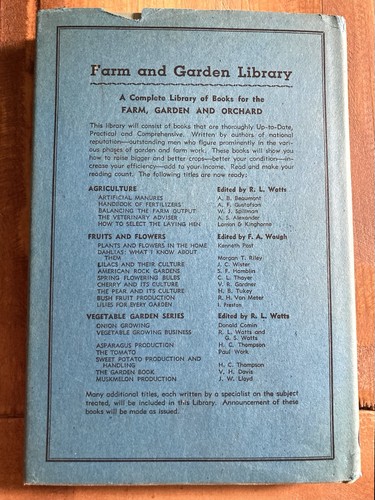 Farm and Garden Library
A Complete Library of Books for the
FARM, GARDEN AND ORCHARD
This library will consist of books that are thoroughly Up-to-Date,
Practical and Comprehensive. Written by authors of national
reputation—outstanding men who figure prominently in the
various phases of garden and farm work. These books will show you
how to raise bigger and better crops—better your condition—in-
crease your efficiency—add to your income. Read and make your
reading count. The following titles are now ready:
AGRICULTURE Edited by R. L. Watts
ARTIFICIAL MANURES A. B. Beaumont
HANDBOOK OF FERTILIZERS A. F. Gustafson
BALANCING THE FARM OUTPUT W. J. Spillman
THE VETERINARY ADVISER A. S. Alexander
HOW TO SELECT THE LAYING HEN Lamon & Kinghorne
FRUITS AND FLOWERS Edited by F. A. Waugh
PLANTS AND FLOWERS IN THE HOME Kenneth Post
DAHLIAS: WHAT I KNOW ABOUT
THEM Morgan T. Riley
LILACS AND THEIR CULTURE J. C. Wister
AMERICAN ROCK GARDENS S. F. Hamblin
SPRING FLOWERING BULBS C. L. Thayer
CHERRY AND ITS CULTURE V. R. Gardner
THE PEAR AND ITS CULTURE H. B. Tukey
BUSH FRUIT PRODUCTION R. H. Van Meter
LILIES FOR EVERY GARDEN I. Preston
VEGETABLE GARDEN SERIES Edited by R. L. Watts
ONION GROWING Donald Comin
VEGETABLE GROWING BUSINESS R. L. Watts and
G. S. Watts
ASPARAGUS PRODUCTION H. C. Thompson
THE TOMATO Paul Work
SWEET POTATO PRODUCTION AND
HANDLING H. C. Thompson
THE GARDEN BOOK V. H. Davis
MUSKMELON PRODUCTION J. W. Lloyd
Many additional titles, each written by a specialist on the subject
treated, will be included in this Library. Announcement of these
books will be made as issued.